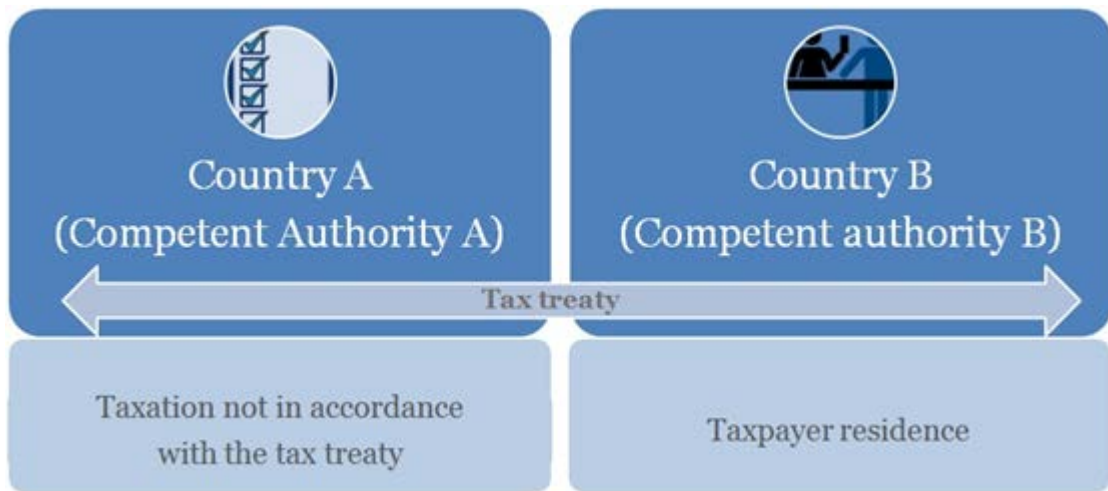 Country A
(Competent Authority A)
Country B
(Competent authority B)
Tax treaty
Taxation not in accordance
with the tax treaty
Taxpayer residence